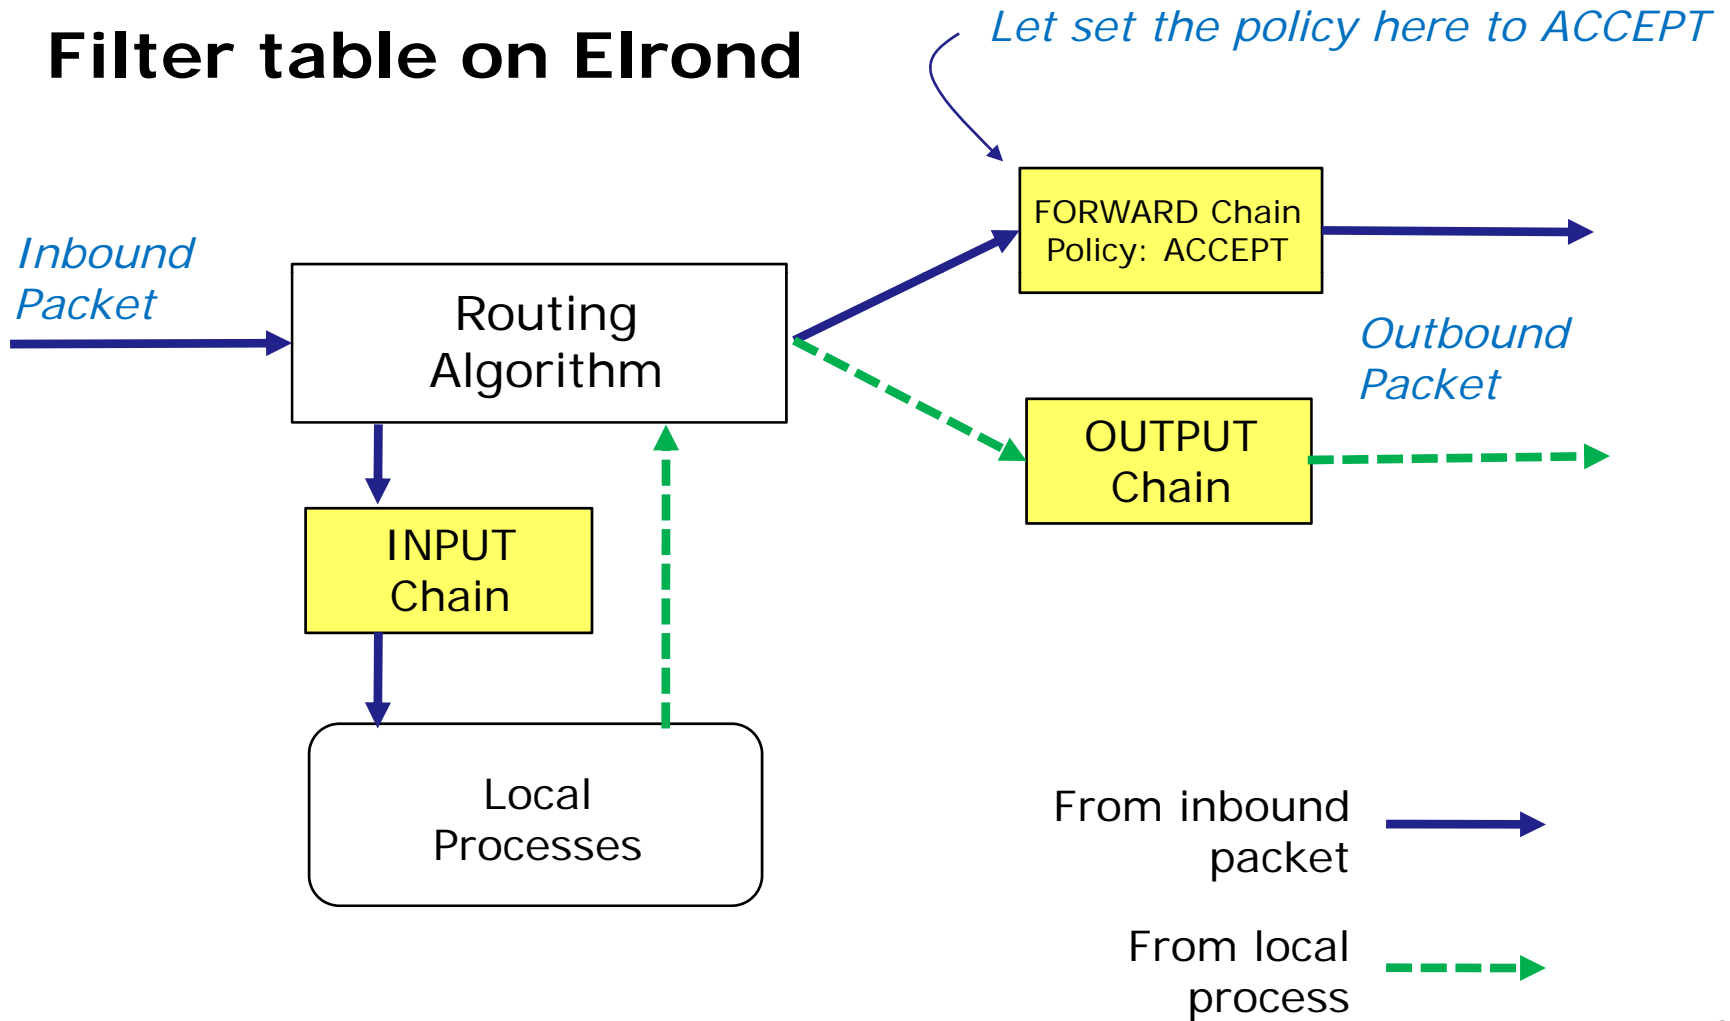 Filter table on Elrond
Let set the policy here to ACCEPT
FORWARD Chain
Policy: ACCEPT
Inbound
Packet
Routing
Algorithm
Outbound
Packet
OUTPUT
Chain
INPUT
Chain
Local
Processes
From inbound
packet
From local
process